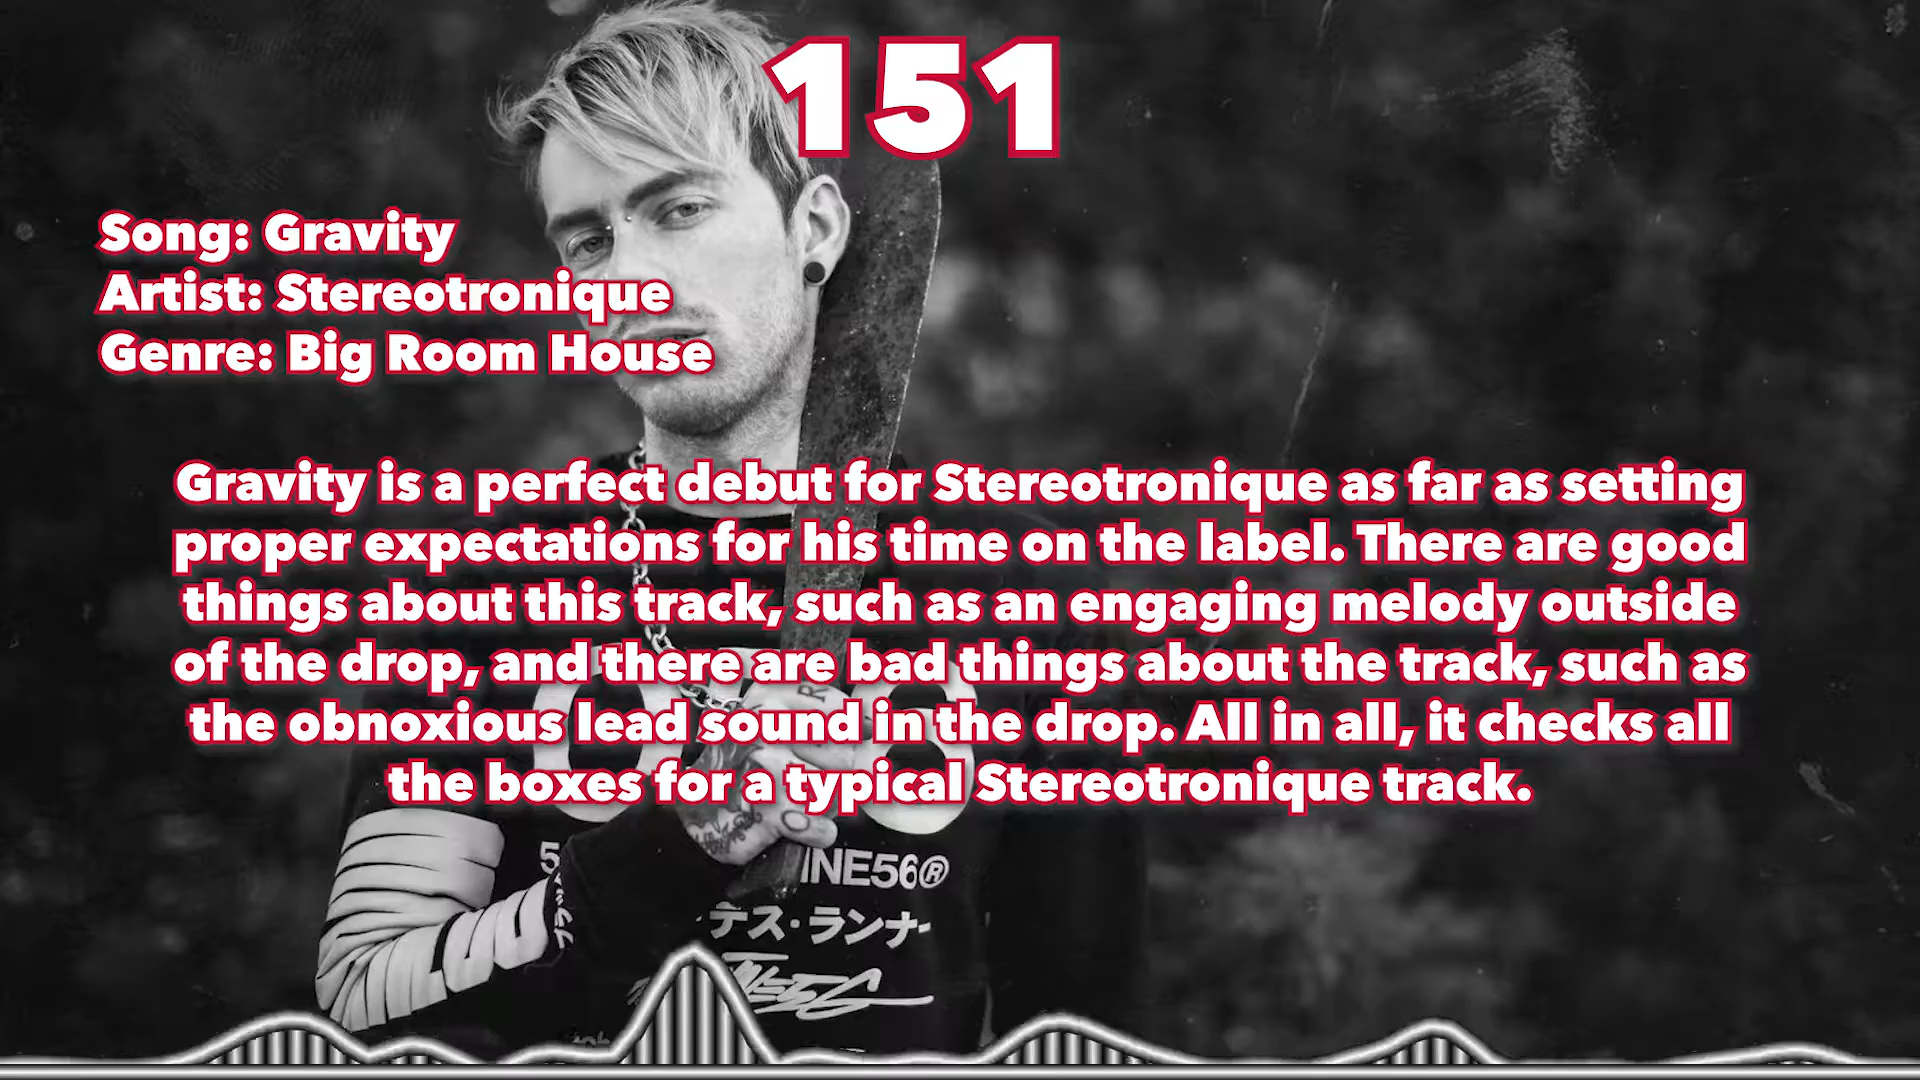 151
Song: Gravity
Artist: Stereotronique
Genre: Big Room House
Gravity is a perfect debut for Stereotronique as far as setting
proper expectations for his time on the label. There are good
things about this track, such as an engaging melody outside
of the drop, and there are bad things about the track, such as
the obnoxious lead sound in the drop. All in all, it checks all
the boxes for a typical Stereotronique track.
INE56®
テス・ランナー